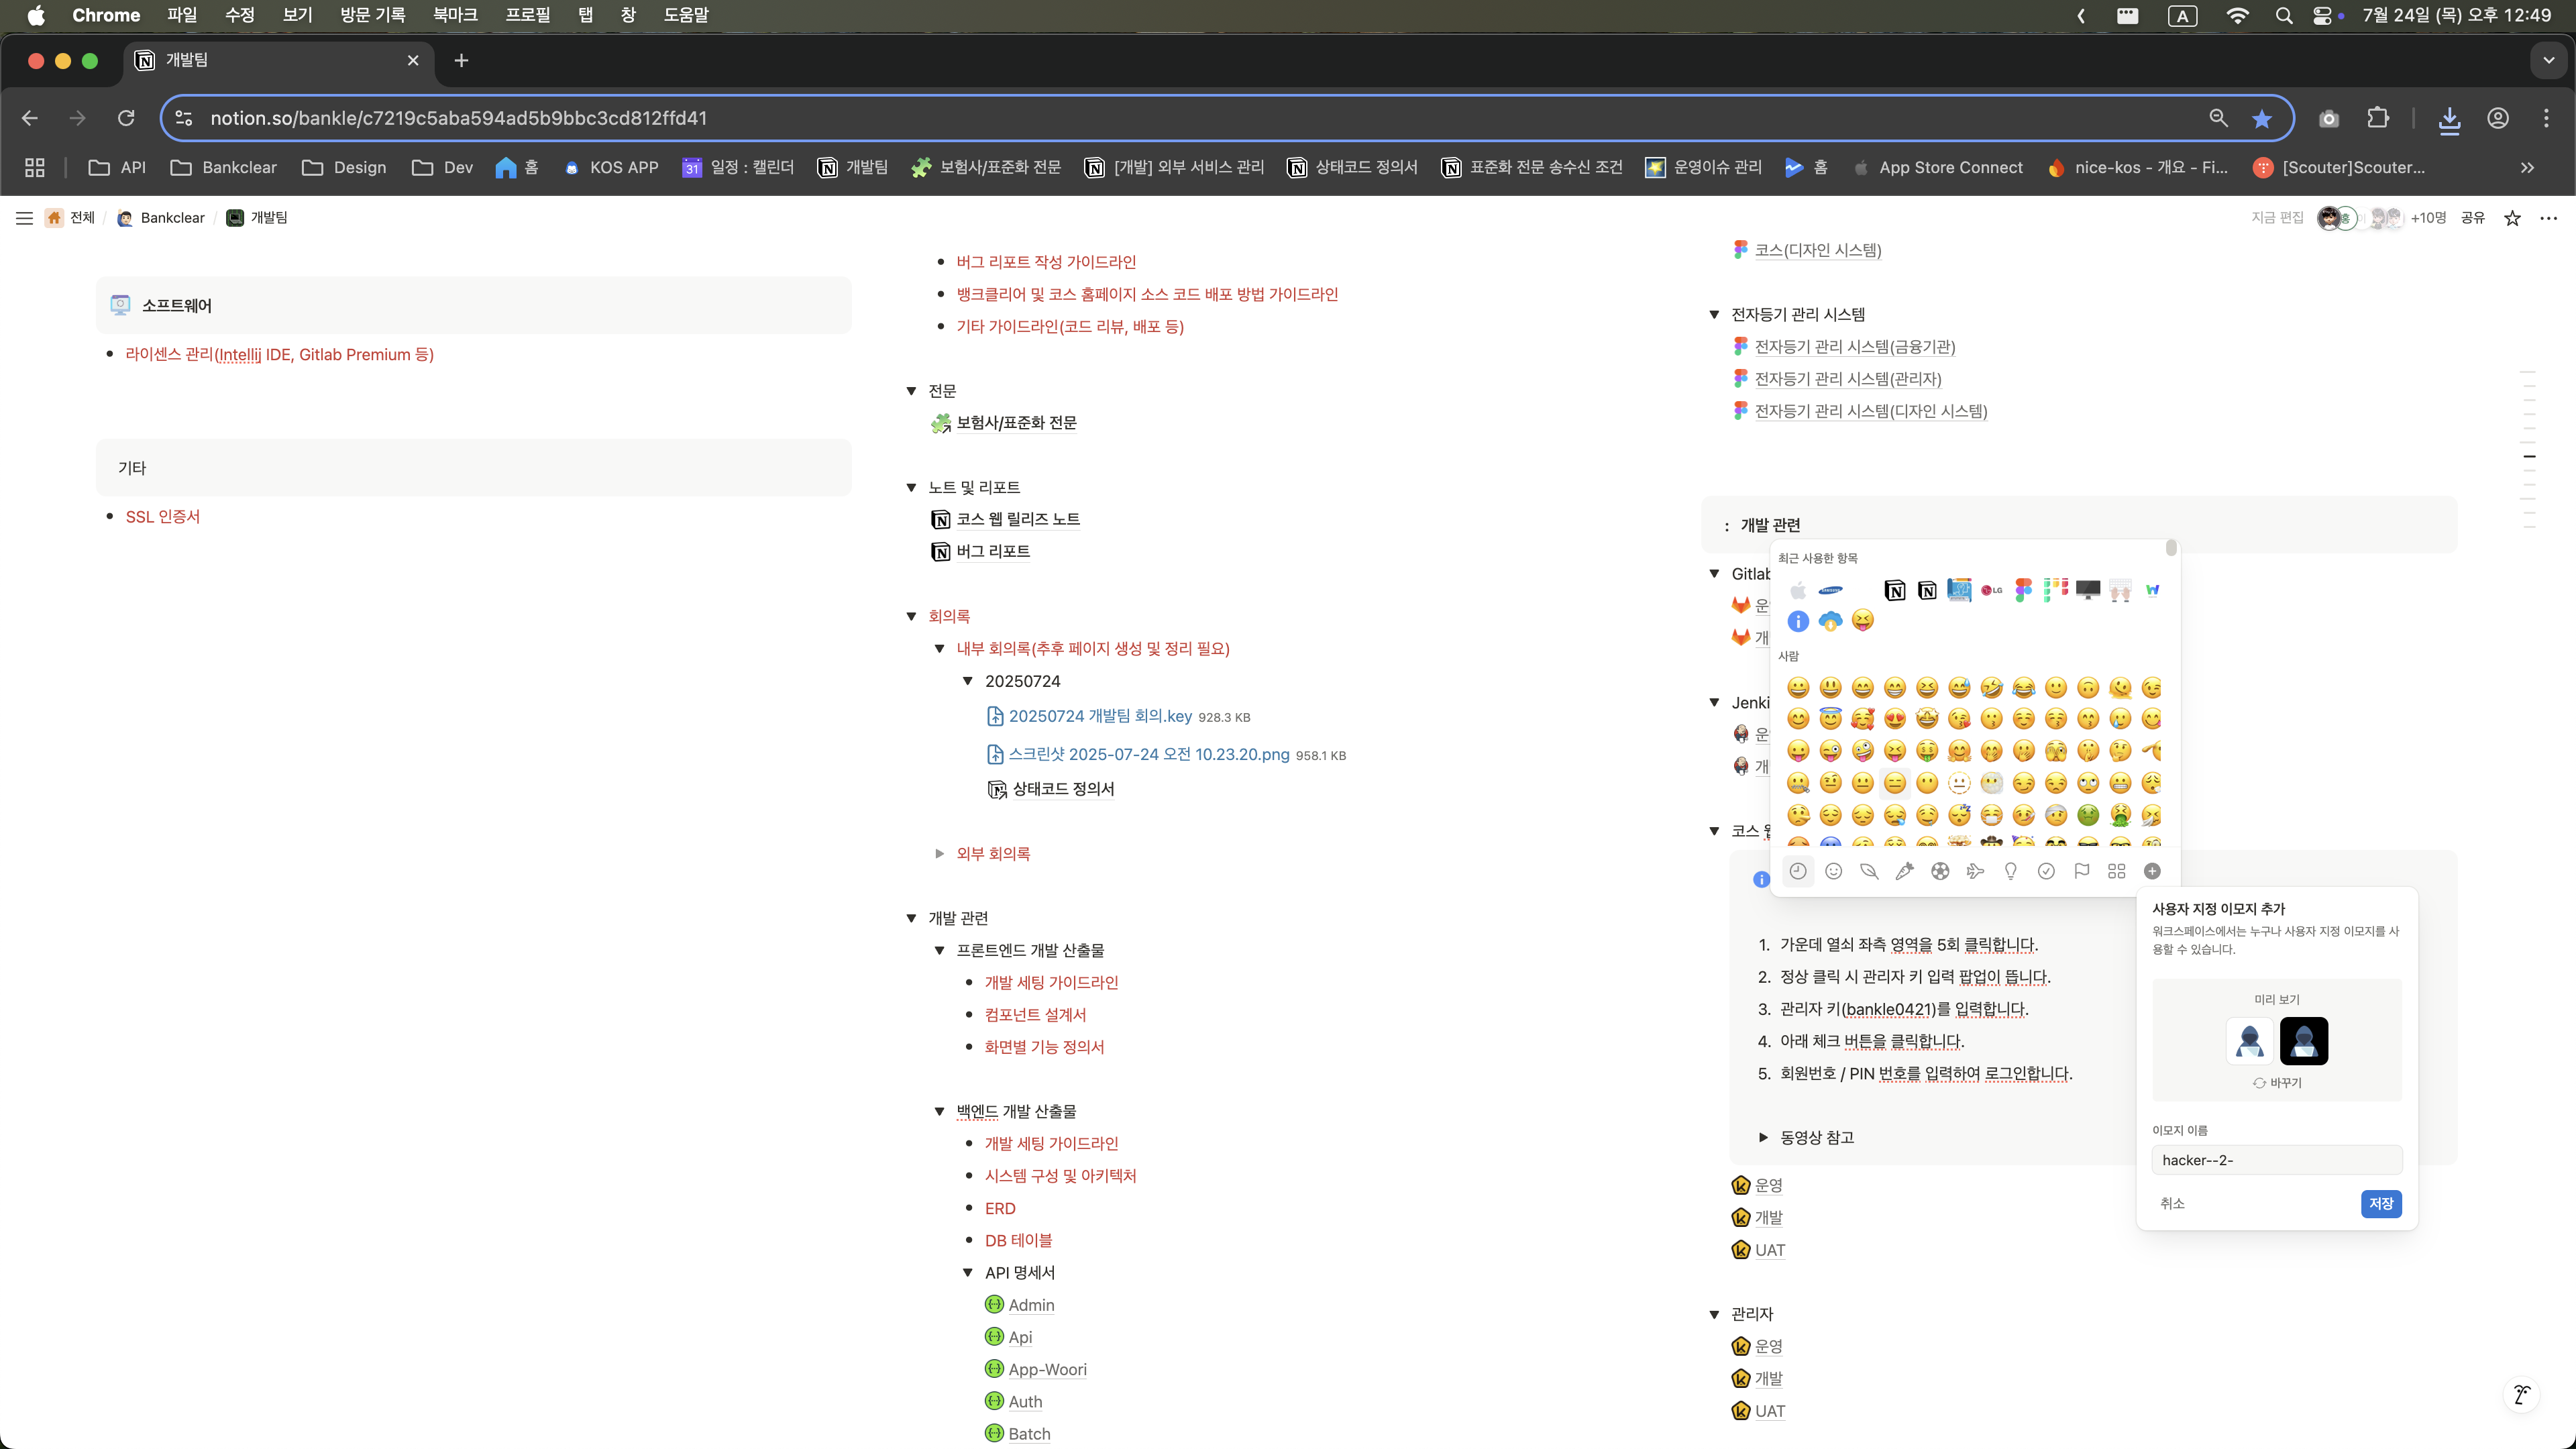 Chrome 파일 수정 보기 방문 기록 북마크 프로필 탭 창 도움말
A 7월 24일 (목) 오후 12:49
개발팀
notion.so/bankle/c7219c5aba594ad5b9bbc3cd812ffd41
API Bankclear Design Dev 홈 KOS APP 31 일정 : 캘린더 개발팀 보험사/표준화 전문 [개발] 외부 서비스 관리 상태코드 정의서 표준화 전문 송수신 조건 운영이슈 관리 홈 App Store Connect nice-kos - 개요 - Fi... [Scouter]Scouter...
전체 / Bankclear / 개발팀
지금 편집 홍 +10명 공유
소프트웨어
라이센스 관리(Intellij IDE, Gitlab Premium 등)
기타
SSL 인증서
버그 리포트 작성 가이드라인
뱅크클리어 및 코스 홈페이지 소스 코드 배포 방법 가이드라인
기타 가이드라인(코드 리뷰, 배포 등)
전문
보험사/표준화 전문
노트 및 리포트
코스 웹 릴리즈 노트
버그 리포트
회의록
내부 회의록(추후 페이지 생성 및 정리 필요)
20250724
20250724 개발팀 회의.key 928.3 KB
스크린샷 2025-07-24 오전 10.23.20.png 958.1 KB
상태코드 정의서
외부 회의록
개발 관련
프론트엔드 개발 산출물
개발 세팅 가이드라인
컴포넌트 설계서
화면별 기능 정의서
백엔드 개발 산출물
개발 세팅 가이드라인
시스템 구성 및 아키텍처
ERD
DB 테이블
API 명세서
Admin
Api
App-Woori
Auth
Batch
코스(디자인 시스템)
전자등기 관리 시스템
전자등기 관리 시스템(금융기관)
전자등기 관리 시스템(관리자)
전자등기 관리 시스템(디자인 시스템)
: 개발 관련
Gitlab
운
개
Jenki
운
개
코스 웹
최근 사용한 항목
LG
사람
1. 가운데 열쇠 좌측 영역을 5회 클릭합니다.
2. 정상 클릭 시 관리자 키 입력 팝업이 뜹니다.
3. 관리자 키(bankle0421)를 입력합니다.
4. 아래 체크 버튼을 클릭합니다.
5. 회원번호 / PIN 번호를 입력하여 로그인합니다.
동영상 참고
운영
개발
UAT
관리자
운영
개발
UAT
사용자 지정 이모지 추가
워크스페이스에서는 누구나 사용자 지정 이모지를 사
용할 수 있습니다.
미리 보기
바꾸기
이모지 이름
hacker--2-
취소 저장